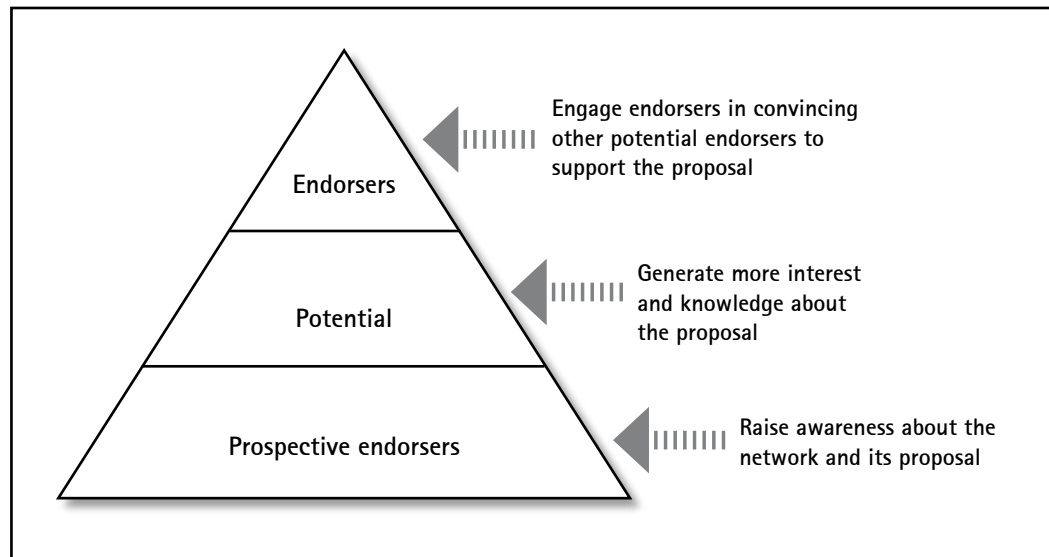 Engage endorsers in convincing
other potential endorsers to
support the proposal
Endorsers
Generate more interest
and knowledge about
the proposal
Potential
Raise awareness about the
network and its proposal
Prospective endorsers